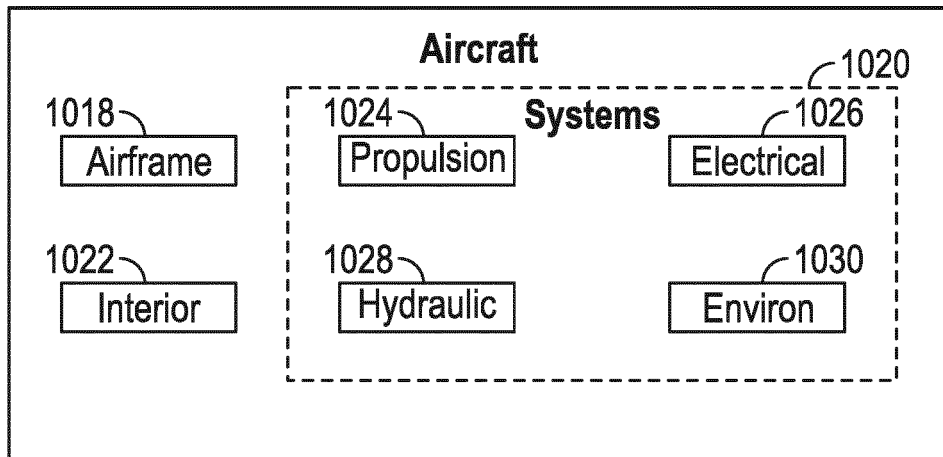 Aircraft
1020
Systems
1018
Airframe
1024
Propulsion
1026
Electrical
1022
Interior
1028
Hydraulic
1030
Environ